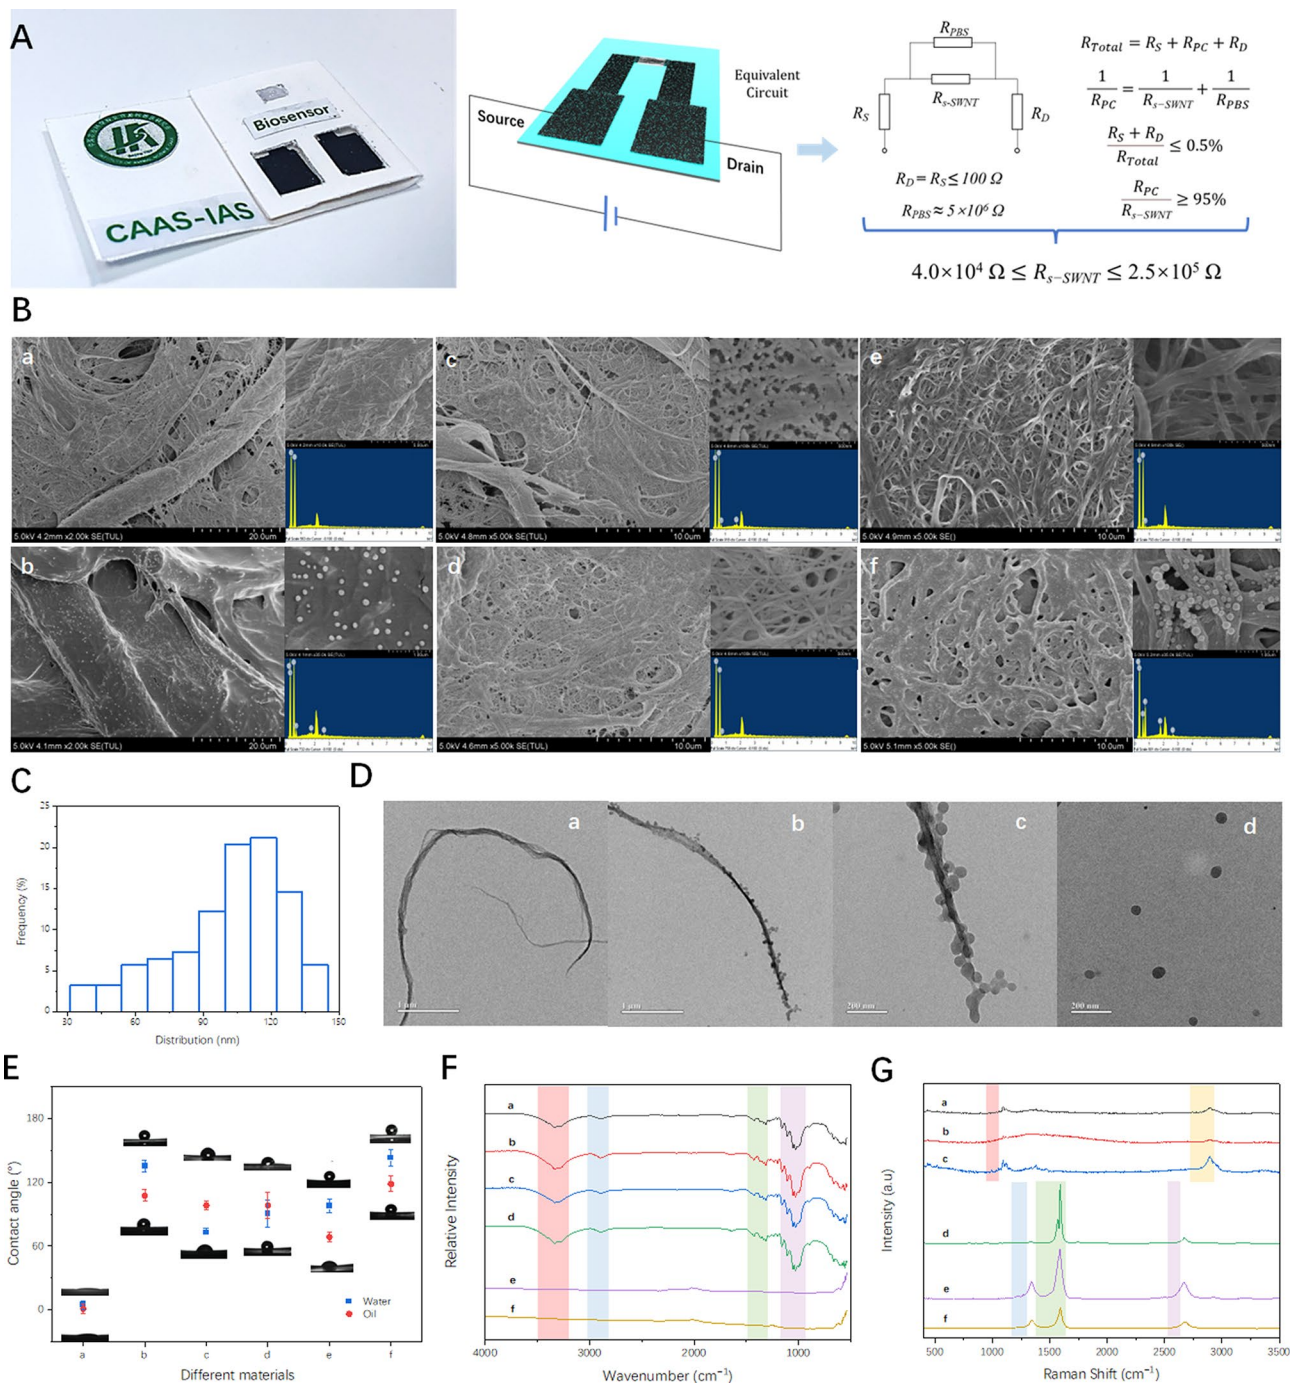 A
Biosensor
CAAS-IAS
Source
Drain
Equivalent
Circuit
R_PBS
R_s-SWNT
R_S
R_D
R_D = R_S ≤ 100 Ω
R_PBS ≈ 5×10⁶ Ω
R_Total = R_S + R_PC + R_D
1/R_PC = 1/R_s−SWNT + 1/R_PBS
(R_S + R_D)/R_Total ≤ 0.5%
R_PC/R_s−SWNT ≥ 95%
4.0×10⁴ Ω ≤ R_s−SWNT ≤ 2.5×10⁵ Ω
B
a
5.0kV 4.2mm x2.00k SE(TUL) 20.0um
c
5.0kV 4.8mm x5.00k SE(TUL) 10.0um
e
5.0kV 4.9mm x5.00k SE(TUL) 10.0um
b
5.0kV 4.1mm x2.00k SE(TUL) 20.0um
d
5.0kV 4.6mm x5.00k SE(TUL) 10.0um
f
5.0kV 5.1mm x5.00k SE() 10.0um
C
Frequency (%)
25
20
15
10
5
0
30 60 90 120 150
Distribution (nm)
D
a
1 μm
b
1 μm
c
200 nm
d
200 nm
E
Contact angle (°)
180
120
60
0
Water
Oil
a b c d e f
Different materials
F
Relative Intensity
a
b
c
d
e
f
4000 3000 2000 1000
Wavenumber (cm⁻¹)
G
Intensity (a.u)
a
b
c
d
e
f
500 1000 1500 2000 2500 3000 3500
Raman Shift (cm⁻¹)